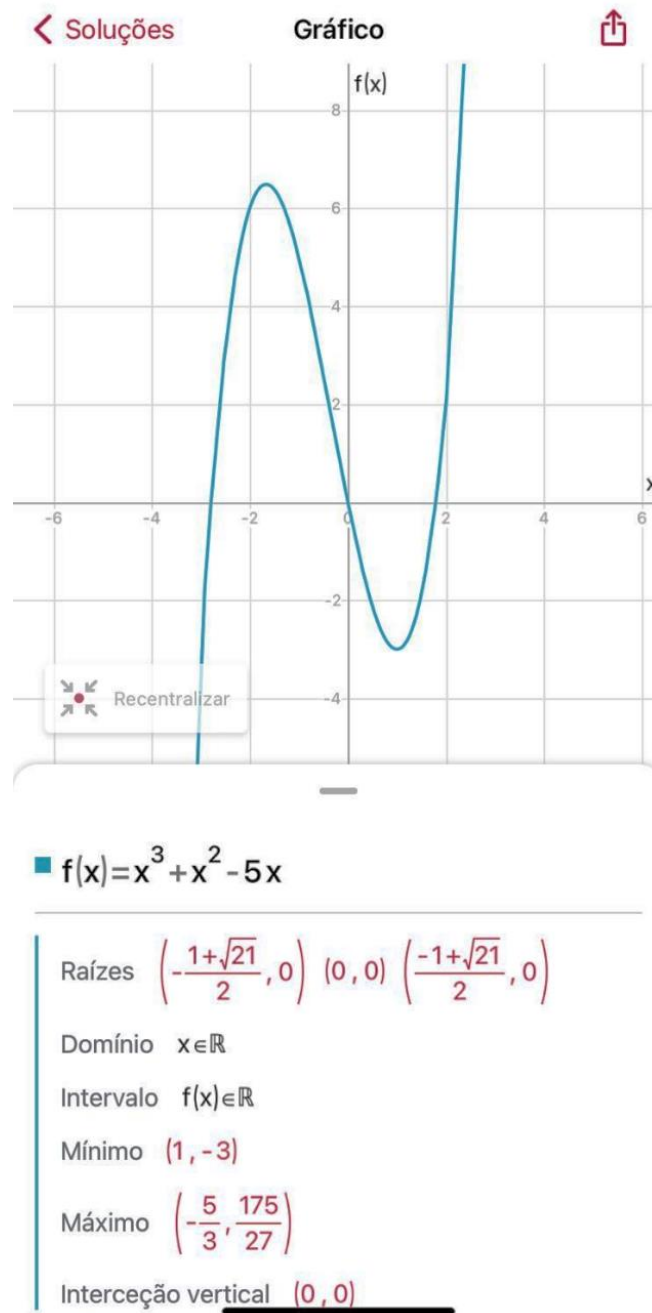 Soluções Gráfico
f(x)
8
6
4
2
x
-6 -4 -2 0 2 4 6
-2
Recentralizar -4
f(x)=x³+x²-5x
Raízes (-(1+√21)/2, 0) (0, 0) ((-1+√21)/2, 0)
Domínio x∈ℝ
Intervalo f(x)∈ℝ
Mínimo (1, -3)
Máximo (-5/3, 175/27)
Interceção vertical (0, 0)